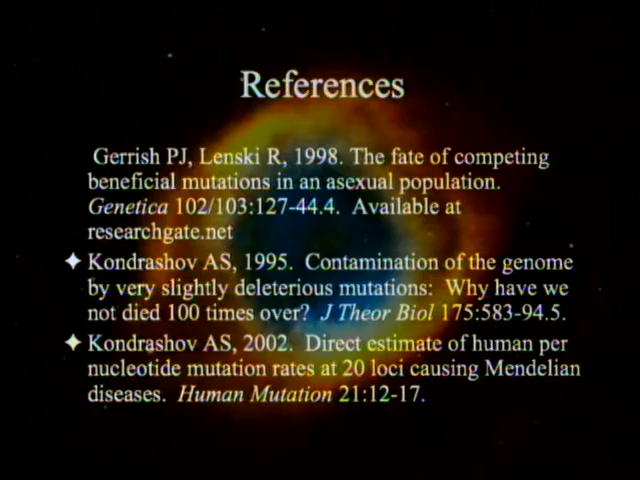 References
Gerrish PJ, Lenski R, 1998. The fate of competing
beneficial mutations in an asexual population.
Genetica 102/103:127-44.4. Available at
researchgate.net
Kondrashov AS, 1995. Contamination of the genome
by very slightly deleterious mutations: Why have we
not died 100 times over? J Theor Biol 175:583-94.5.
Kondrashov AS, 2002. Direct estimate of human per
nucleotide mutation rates at 20 loci causing Mendelian
diseases. Human Mutation 21:12-17.